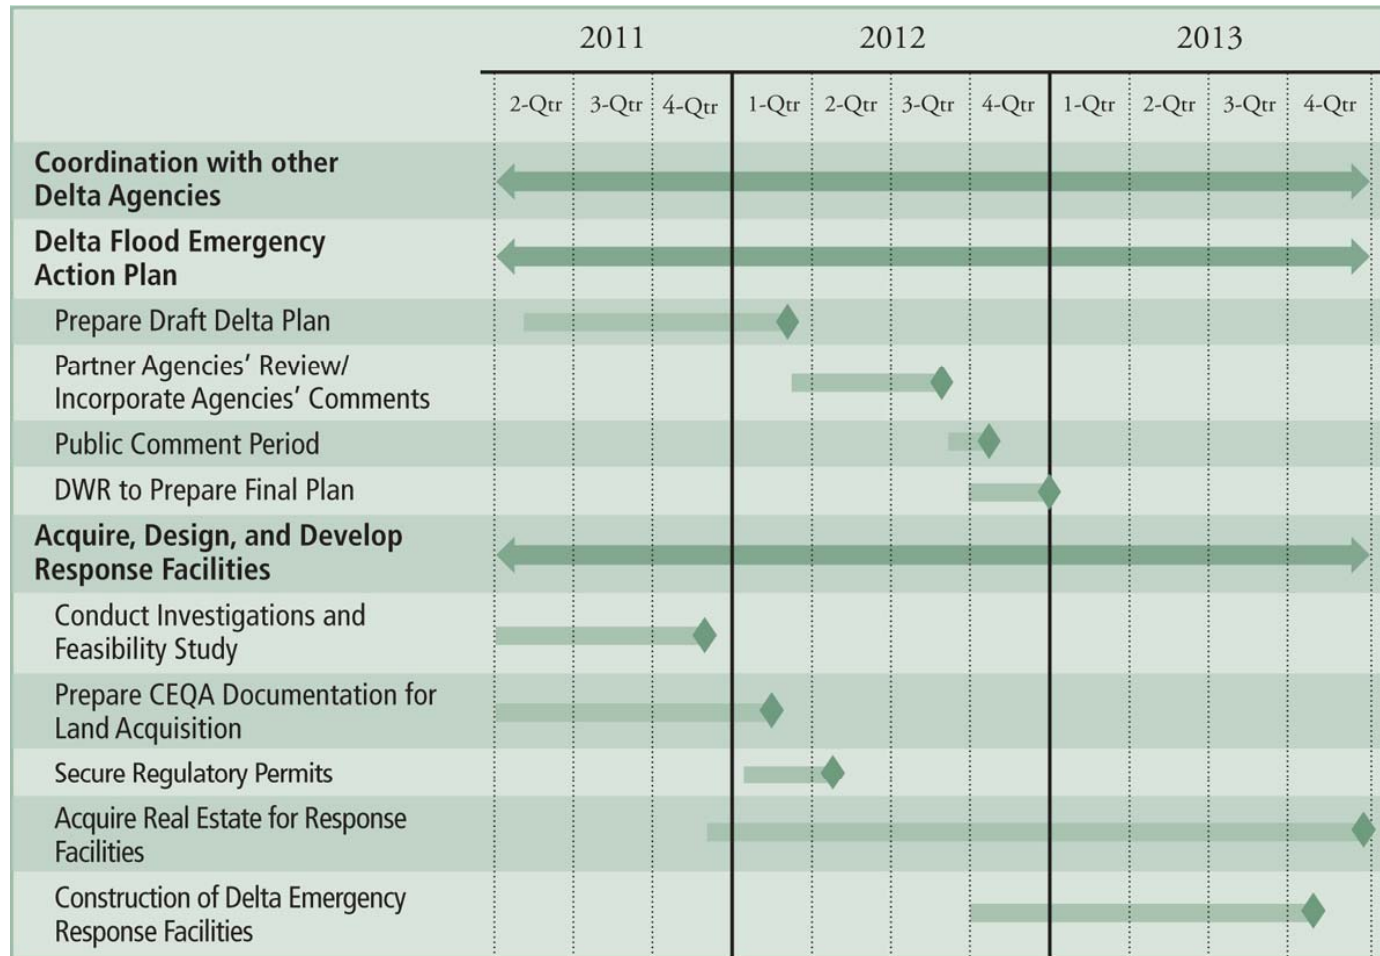 2011 2012 2013
2-Qtr 3-Qtr 4-Qtr 1-Qtr 2-Qtr 3-Qtr 4-Qtr 1-Qtr 2-Qtr 3-Qtr 4-Qtr
Coordination with other
Delta Agencies
Delta Flood Emergency
Action Plan
Prepare Draft Delta Plan
Partner Agencies’ Review/
Incorporate Agencies’ Comments
Public Comment Period
DWR to Prepare Final Plan
Acquire, Design, and Develop
Response Facilities
Conduct Investigations and
Feasibility Study
Prepare CEQA Documentation for
Land Acquisition
Secure Regulatory Permits
Acquire Real Estate for Response
Facilities
Construction of Delta Emergency
Response Facilities